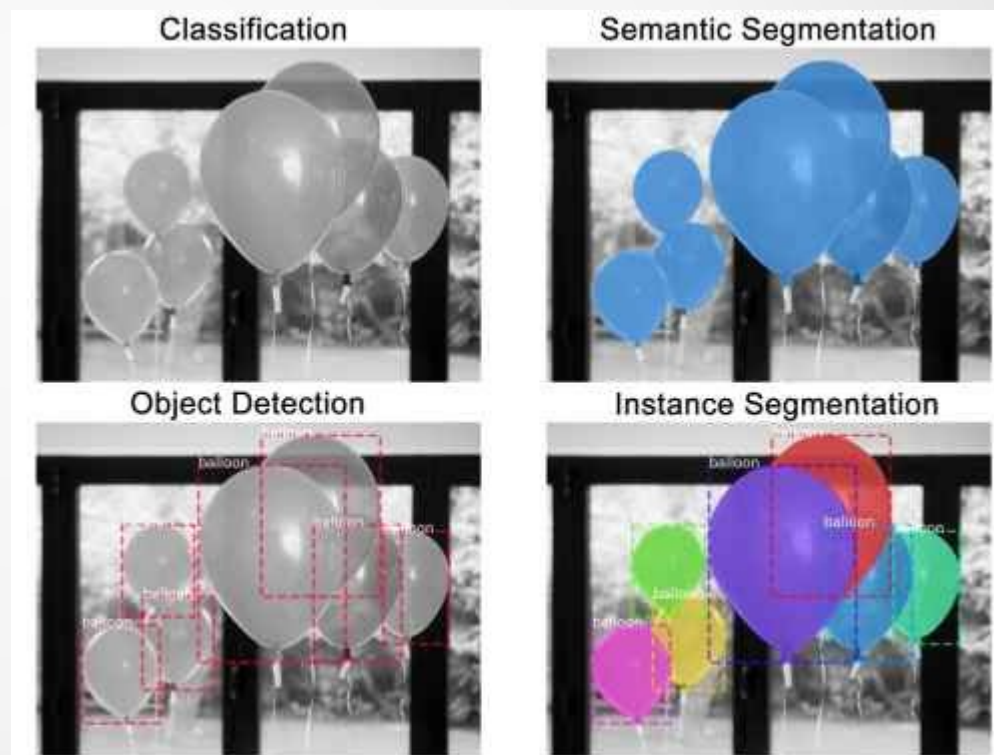 Classification
Semantic Segmentation
Object Detection
Instance Segmentation
balloon
balloon
balloon
balloon
balloon
balloon
balloon
balloon